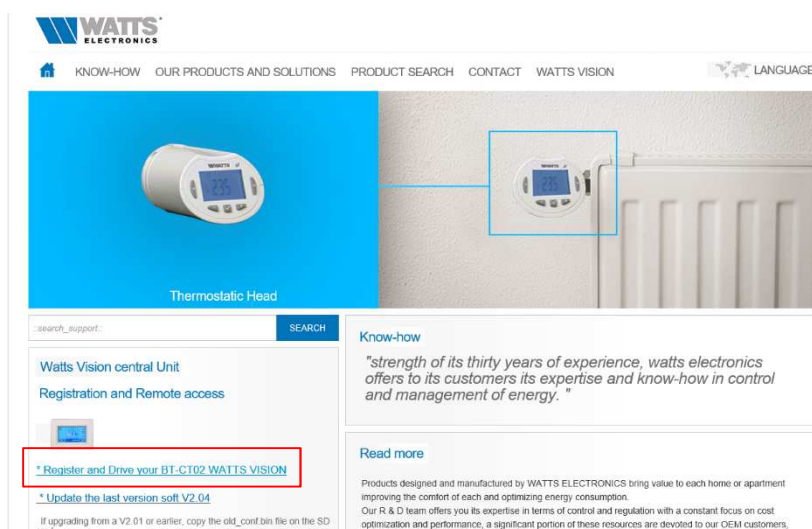 WATTS
ELECTRONICS
KNOW-HOW OUR PRODUCTS AND SOLUTIONS PRODUCT SEARCH CONTACT WATTS VISION LANGUAGE
WATTS
235
Thermostatic Head
::search_support:: SEARCH
Watts Vision central Unit
Registration and Remote access
* Register and Drive your BT-CT02 WATTS VISION
* Update the last version soft V2.04
If upgrading from a V2.01 or earlier, copy the old_conf.bin file on the SD
Know-how
"strength of its thirty years of experience, watts electronics
offers to its customers its expertise and know-how in control
and management of energy. "
Read more
Products designed and manufactured by WATTS ELECTRONICS bring value to each home or apartment
improving the comfort of each and optimizing energy consumption.
Our R & D team offers you its expertise in terms of control and regulation with a constant focus on cost
optimization and performance, a significant portion of these resources are devoted to our OEM customers,